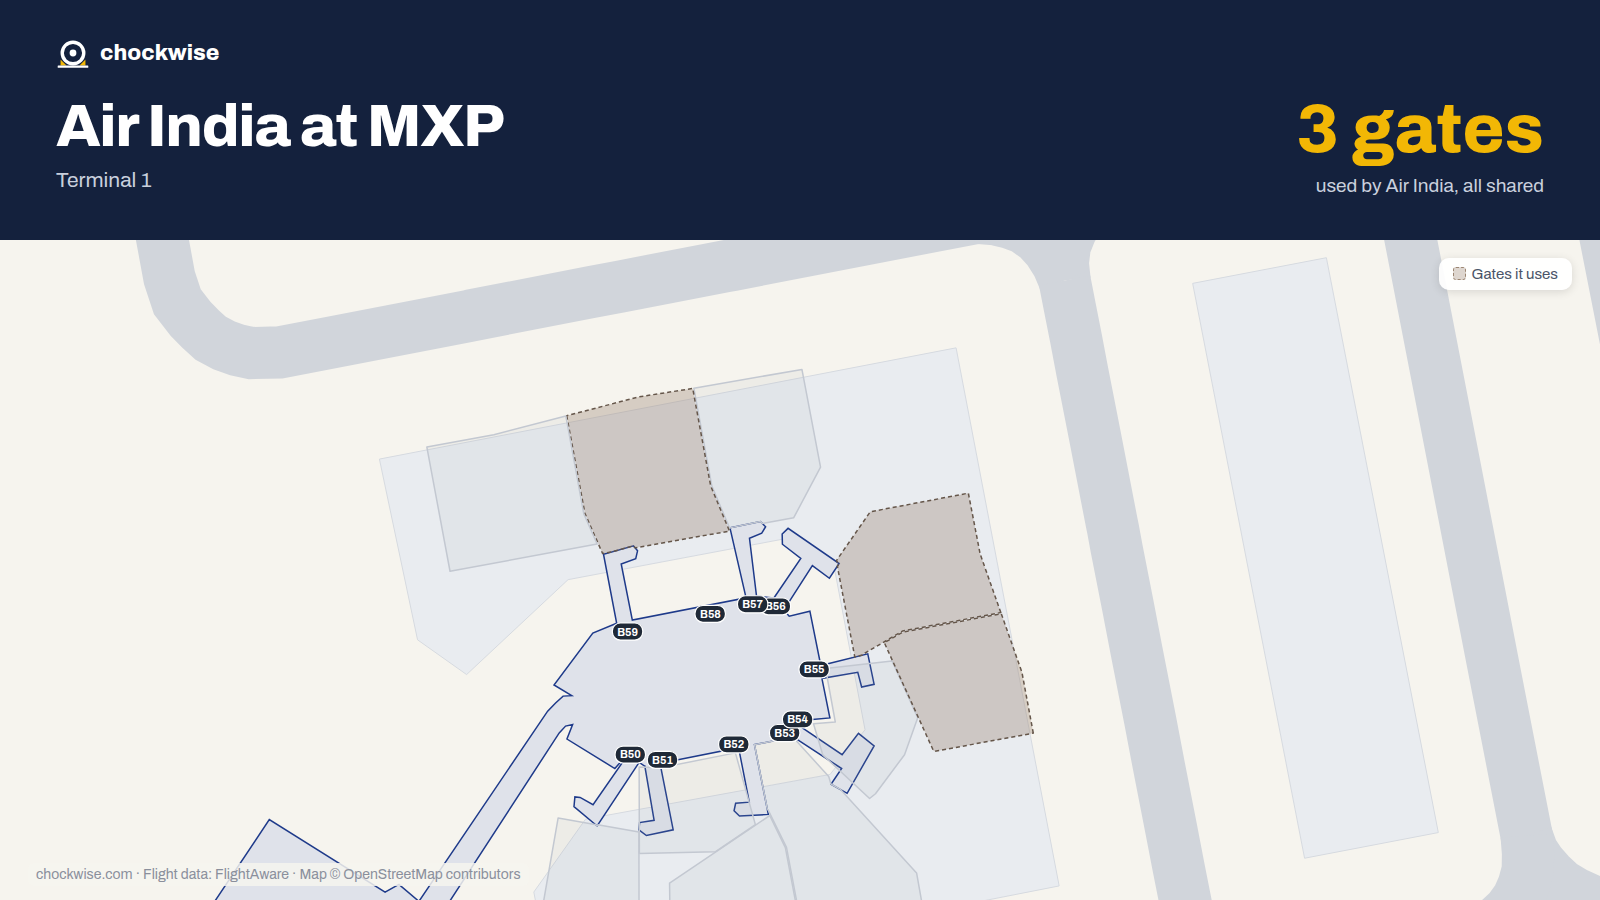 chockwise
Air India at MXP
Terminal 1
3 gates
used by Air India, all shared
Gates it uses
B57
B56
B58
B59
B55
B54
B53
B52
B50
B51
chockwise.com · Flight data: FlightAware · Map © OpenStreetMap contributors